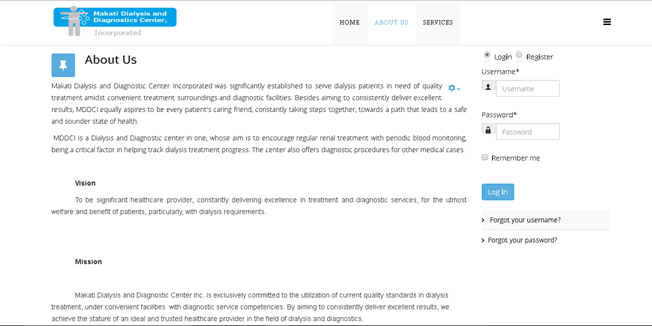 Makati Dialysis and
Diagnostics Center,
Incorporated
HOME
ABOUT US
SERVICES
About Us
Makati Dialysis and Diagnostic Center Incorporated was significantly established to serve dialysis patients in need of quality
treatment amidst convenient treatment surroundings and diagnostic facilities. Besides aiming to consistently deliver excellent
results, MDDCI equally aspires to be every patient's caring friend, constantly taking steps together, towards a path that leads to a safe
and sounder state of health.
MDDCI is a Dialysis and Diagnostic center in one, whose aim is to encourage regular renal treatment with periodic blood monitoring,
being a critical factor in helping track dialysis treatment progress. The center also offers diagnostic procedures for other medical cases.
Vision
To be significant healthcare provider, constantly delivering excellence in treatment and diagnostic services, for the utmost
welfare and benefit of patients, particularly, with dialysis requirements.
Mission
Makati Dialysis and Diagnostic Center Inc. is exclusively committed to the utilization of current quality standards in dialysis
treatment, under convenient facilities with diagnostic service competencies. By aiming to consistently deliver excellent results, we
achieve the stature of an ideal and trusted healthcare provider in the field of dialysis and diagnostics.
Login Register
Username*
Username
Password*
Password
Remember me
Log in
Forgot your username?
Forgot your password?